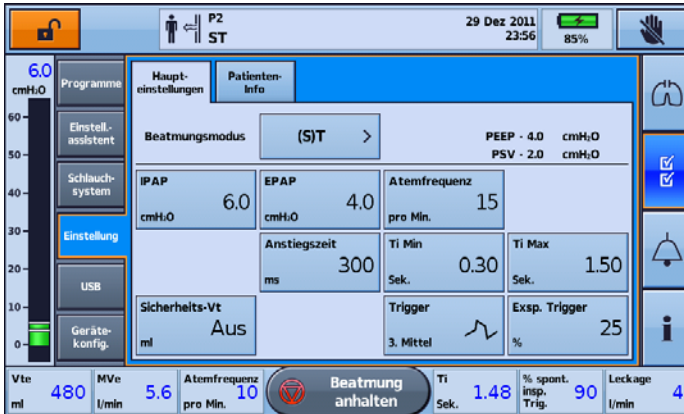 P2
ST
29 Dez 2011
23:56
85%
6.0
cmH₂O
60
50
40
30
20
10
0
Programme
Einstell.-
assistent
Schlauch-
system
Einstellung
USB
Geräte-
konfig.
Haupt-
einstellungen
Patienten-
Info
Beatmungsmodus
(S)T >
PEEP - 4.0 cmH₂O
PSV - 2.0 cmH₂O
IPAP
6.0
cmH₂O
EPAP
4.0
cmH₂O
Atemfrequenz
15
pro Min.
Anstiegszeit
300
ms
Ti Min
0.30
Sek.
Ti Max
1.50
Sek.
Sicherheits-Vt
Aus
ml
Trigger
3. Mittel
Exsp. Trigger
25
%
Vte
480
ml
MVe
5.6
l/min
Atemfrequenz
10
pro Min.
Beatmung
anhalten
Ti
1.48
Sek.
% spont.
insp.
Trig.
90
Leckage
4
l/min